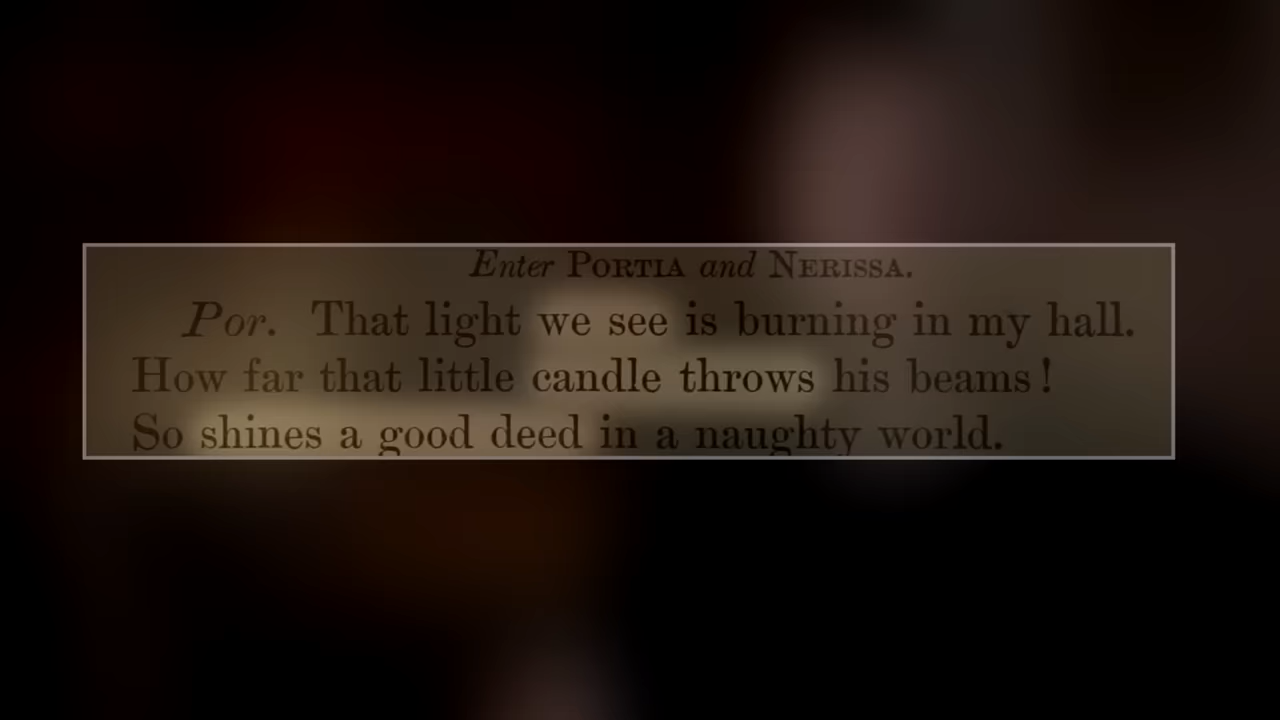 Enter PORTIA and NERISSA.
Por. That light we see is burning in my hall.
How far that little candle throws his beams!
So shines a good deed in a naughty world.